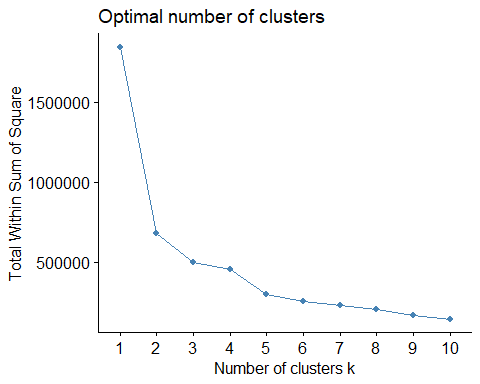 Optimal number of clusters
Total Within Sum of Square
1500000
1000000
500000
1 2 3 4 5 6 7 8 9 10
Number of clusters k